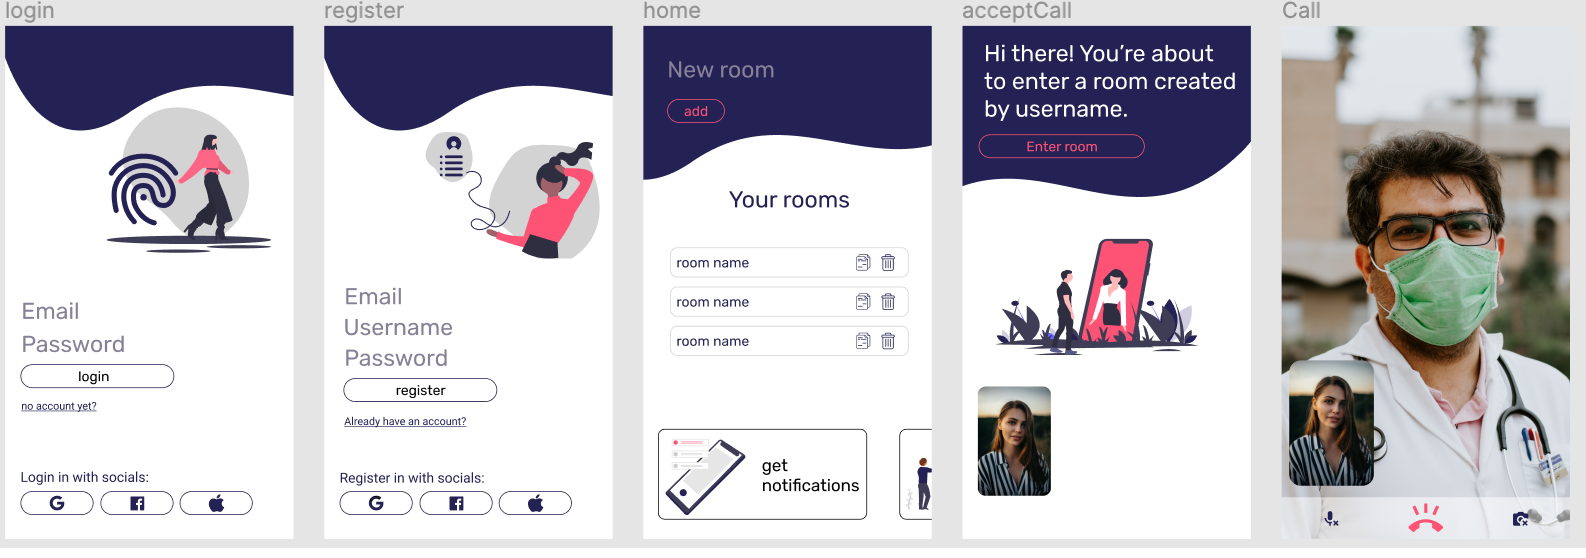 login
Email
Password
login
no account yet?
Login in with socials:
register
Email
Username
Password
register
Already have an account?
Register in with socials:
home
New room
add
Your rooms
room name
room name
room name
get
notifications
acceptCall
Hi there! You’re about
to enter a room created
by username.
Enter room
Call